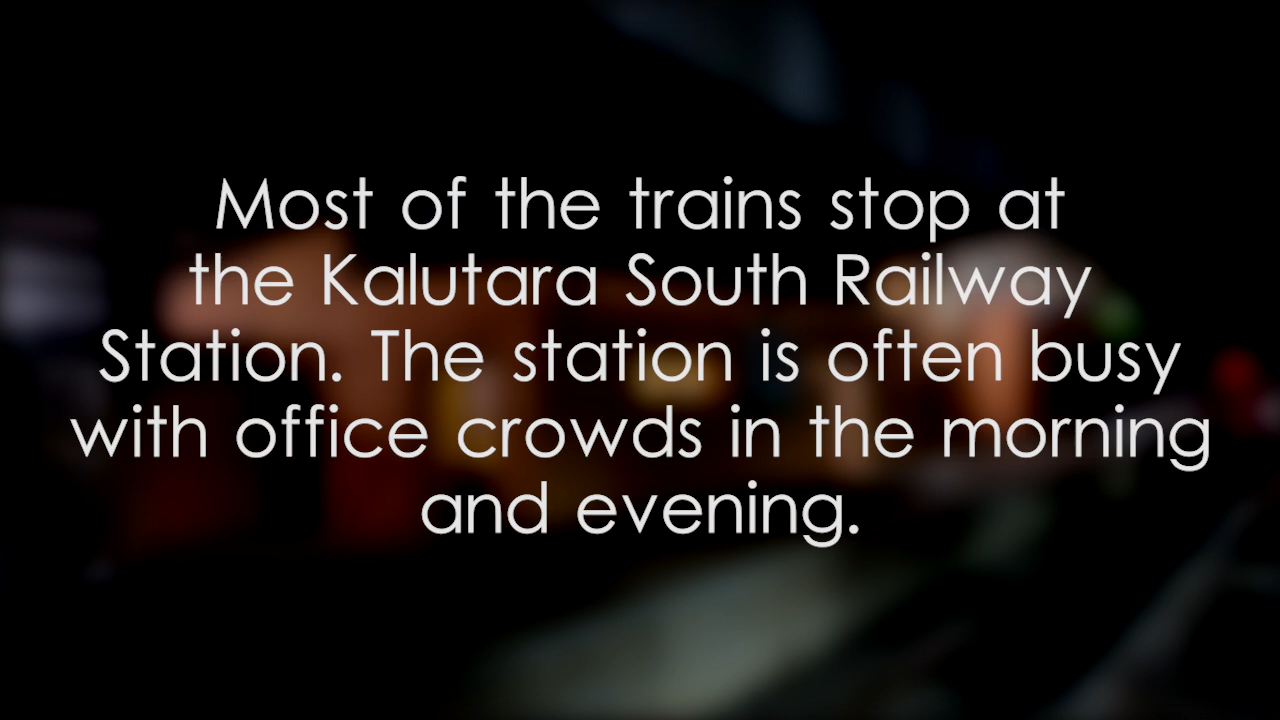 Most of the trains stop at
the Kalutara South Railway
Station. The station is often busy
with office crowds in the morning
and evening.